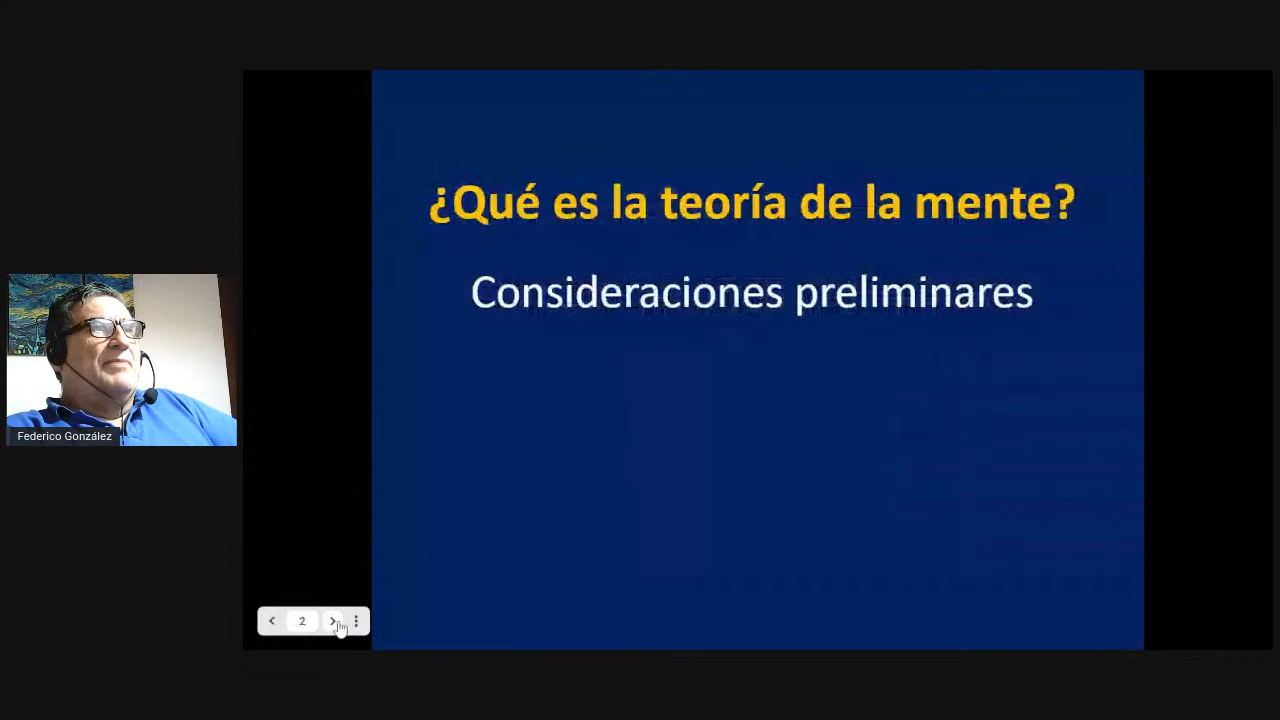 ¿Qué es la teoría de la mente?
Consideraciones preliminares
Federico González
2